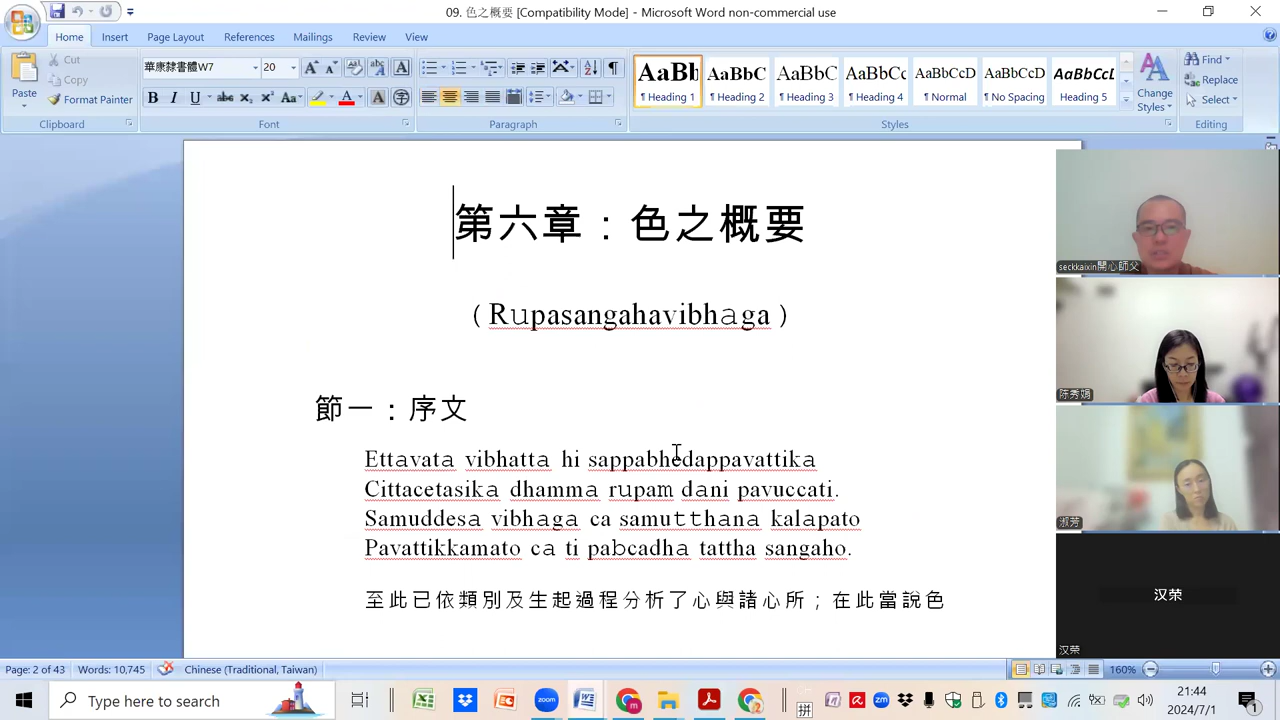 09. 色之概要 [Compatibility Mode] - Microsoft Word non-commercial use
Home Insert Page Layout References Mailings Review View
Paste
Cut
Copy
Format Painter
Clipboard
華康隸書體W7 20
Font
Paragraph
AaBl AaBbC AaBbC AaBbCc AaBbCcD AaBbCcD AaBbCcL
¶ Heading 1 ¶ Heading 2 ¶ Heading 3 ¶ Heading 4 ¶ Normal ¶ No Spacing Heading 5
Change Styles
Styles
Find
Replace
Select
Editing
第六章：色之概要
（Rupasangahavibhaga）
節一：序文
Ettavata vibhatta hi sappabhedappavattika
Cittacetasika dhamma rupam dani pavuccati.
Samuddesa vibhaga ca samutthana kalapato
Pavattikkamato ca ti pabcadha tattha sangaho.
至此已依類別及生起過程分析了心與諸心所；在此當說色
seckkaixin開心師父
陈秀娟
淑芳
汉荣
汉荣
Page: 2 of 43 Words: 10,745 Chinese (Traditional, Taiwan) 160%
Type here to search
zoom
拼
21:44
2024/7/1